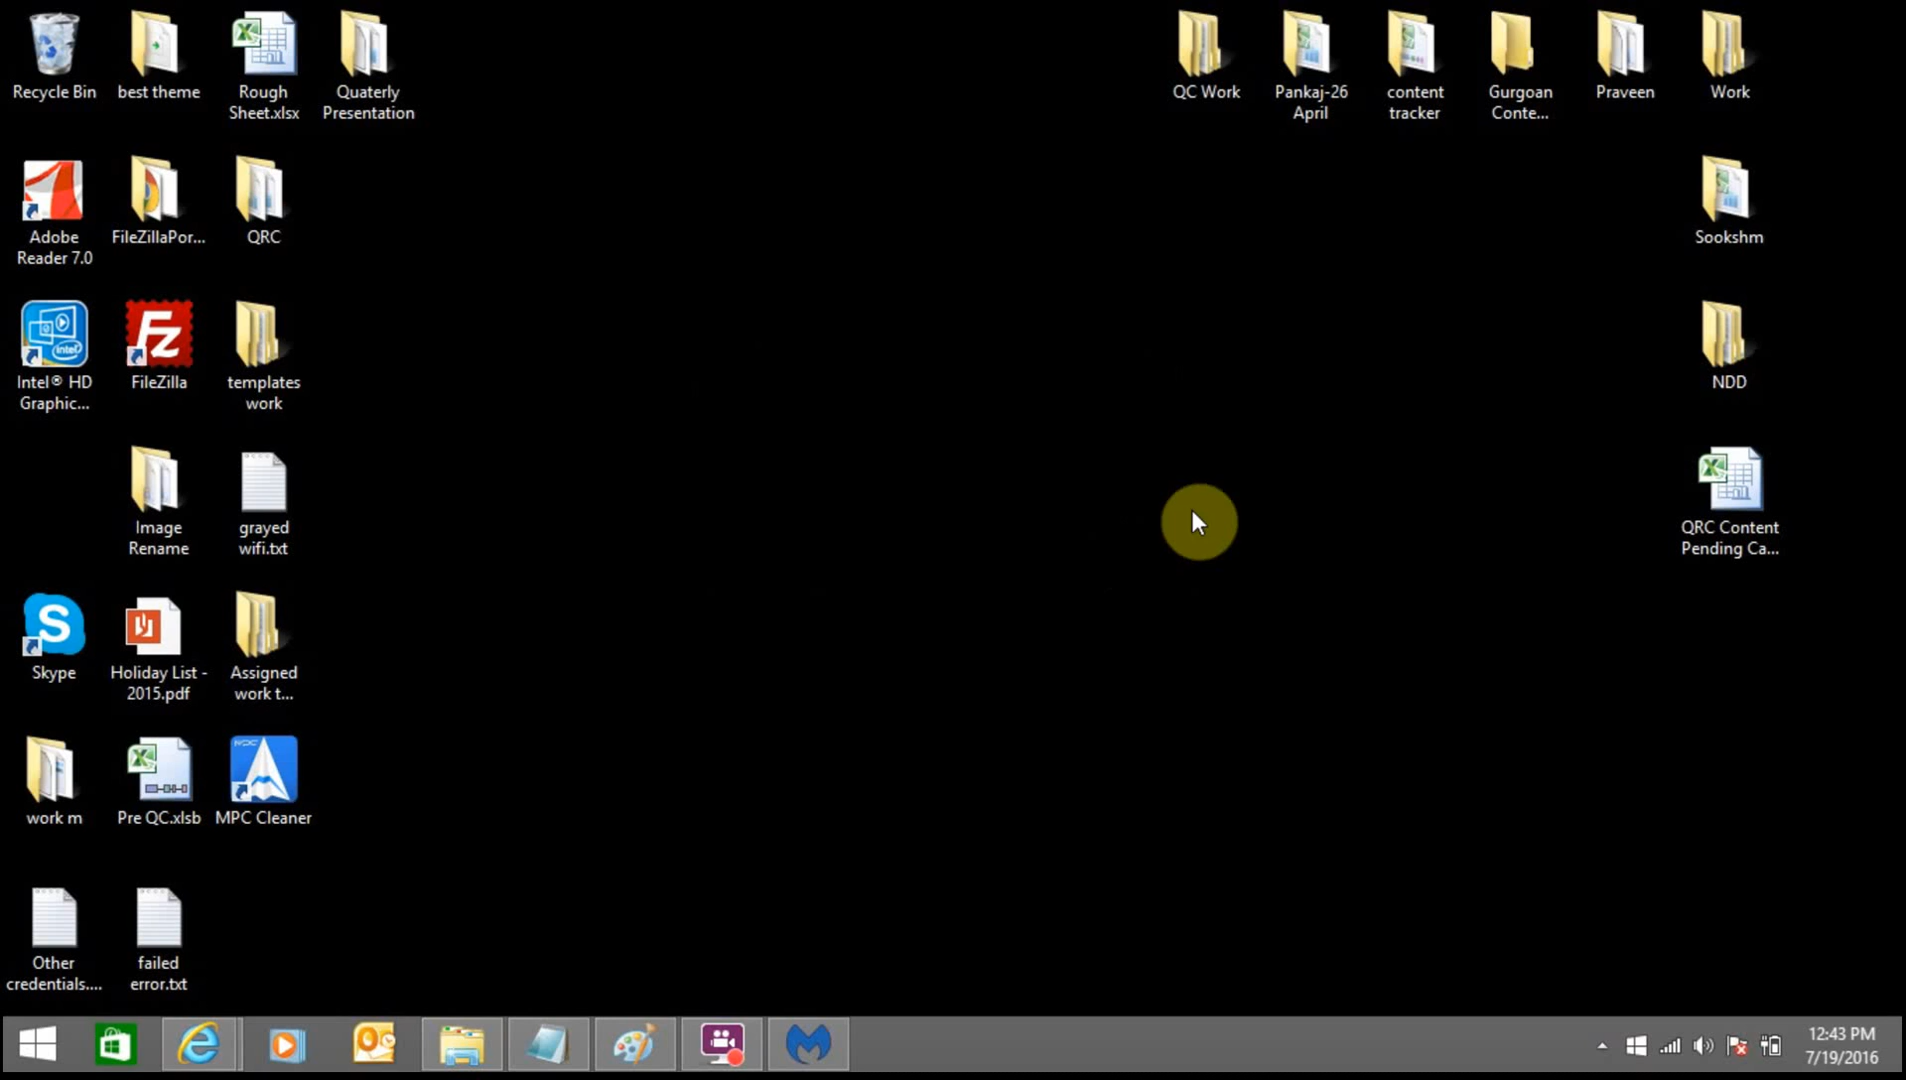 Recycle Bin
best theme
Rough
Sheet.xlsx
Quaterly
Presentation
QC Work
Pankaj-26
April
content
tracker
Gurgoan
Conte...
Praveen
Work
Adobe
Reader 7.0
FileZillaPor...
QRC
Sookshm
intel
Intel® HD
Graphic...
Fz
FileZilla
templates
work
NDD
Image
Rename
grayed
wifi.txt
QRC Content
Pending Ca...
S
Skype
Holiday List -
2015.pdf
Assigned
work t...
work m
Pre QC.xlsb
MPC Cleaner
Other
credentials....
failed
error.txt
12:43 PM
7/19/2016